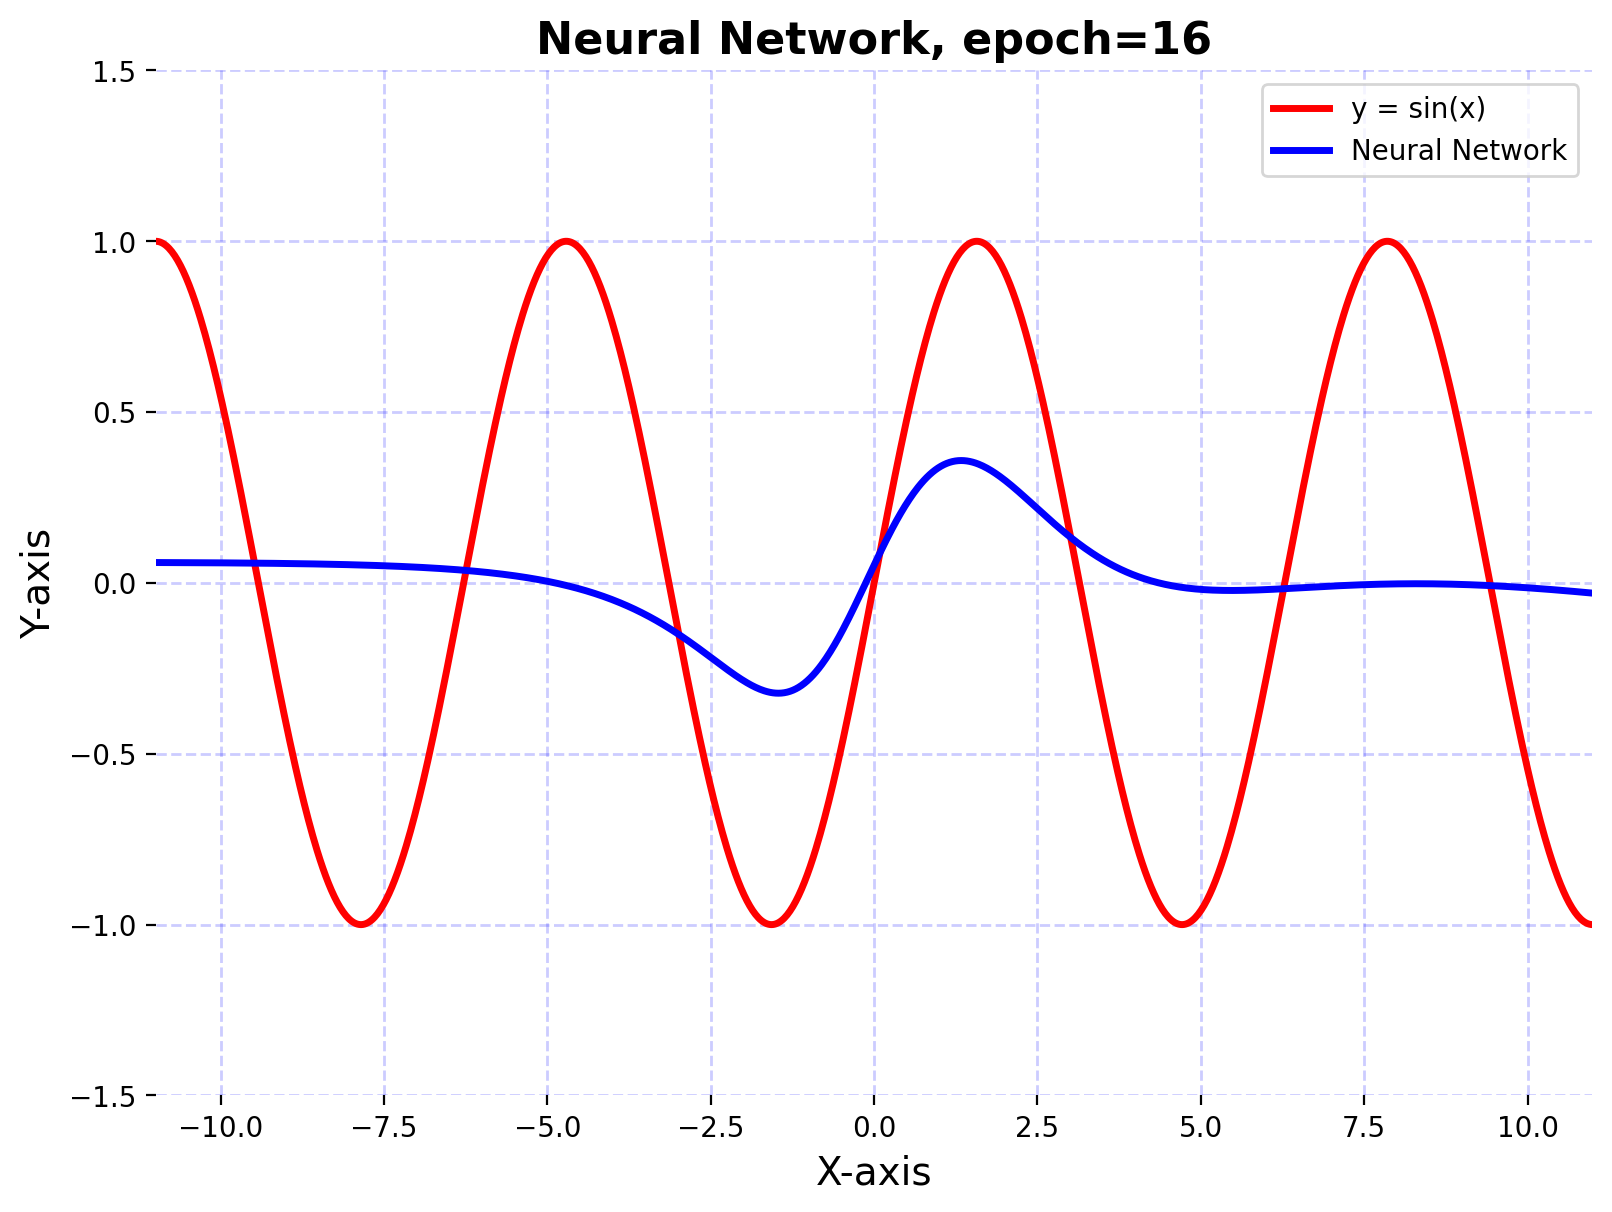 Neural Network, epoch=16
y = sin(x)
Neural Network
1.5
1.0
0.5
0.0
−0.5
−1.0
−1.5
Y-axis
−10.0 −7.5 −5.0 −2.5 0.0 2.5 5.0 7.5 10.0
X-axis